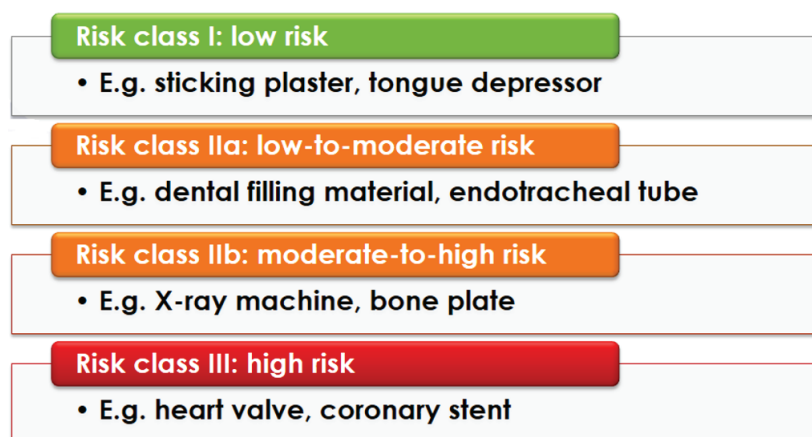 Risk class I: low risk
• E.g. sticking plaster, tongue depressor
Risk class IIa: low-to-moderate risk
• E.g. dental filling material, endotracheal tube
Risk class IIb: moderate-to-high risk
• E.g. X-ray machine, bone plate
Risk class III: high risk
• E.g. heart valve, coronary stent